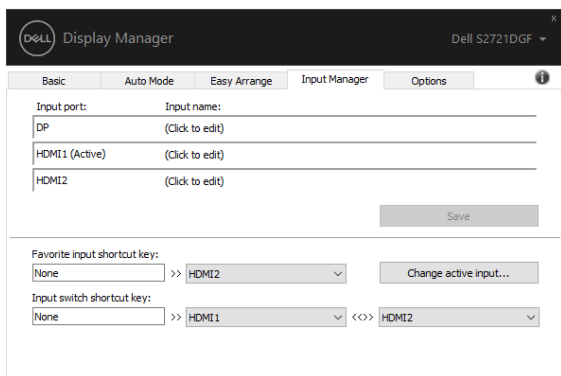 x
DELL Display Manager Dell S2721DGF
Basic Auto Mode Easy Arrange Input Manager Options i
Input port: Input name:
DP (Click to edit)
HDMI1 (Active) (Click to edit)
HDMI2 (Click to edit)
Save
Favorite input shortcut key:
None >> HDMI2 Change active input...
Input switch shortcut key:
None >> HDMI1 <<>> HDMI2